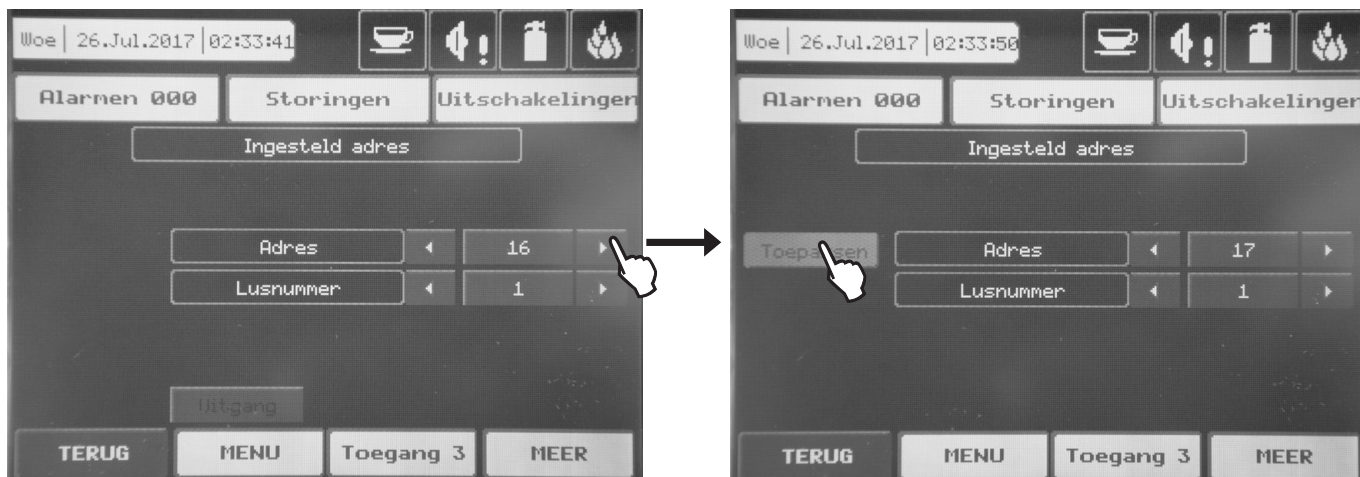 Woe 26.Jul.2017 02:33:41
Alarmen 000 Storingen Uitschakelingen
Ingesteld adres
Adres 16
Lusnummer 1
Uitgang
TERUG MENU Toegang 3 MEER
Woe 26.Jul.2017 02:33:50
Alarmen 000 Storingen Uitschakelingen
Ingesteld adres
Toepassen Adres 17
Lusnummer 1
TERUG MENU Toegang 3 MEER